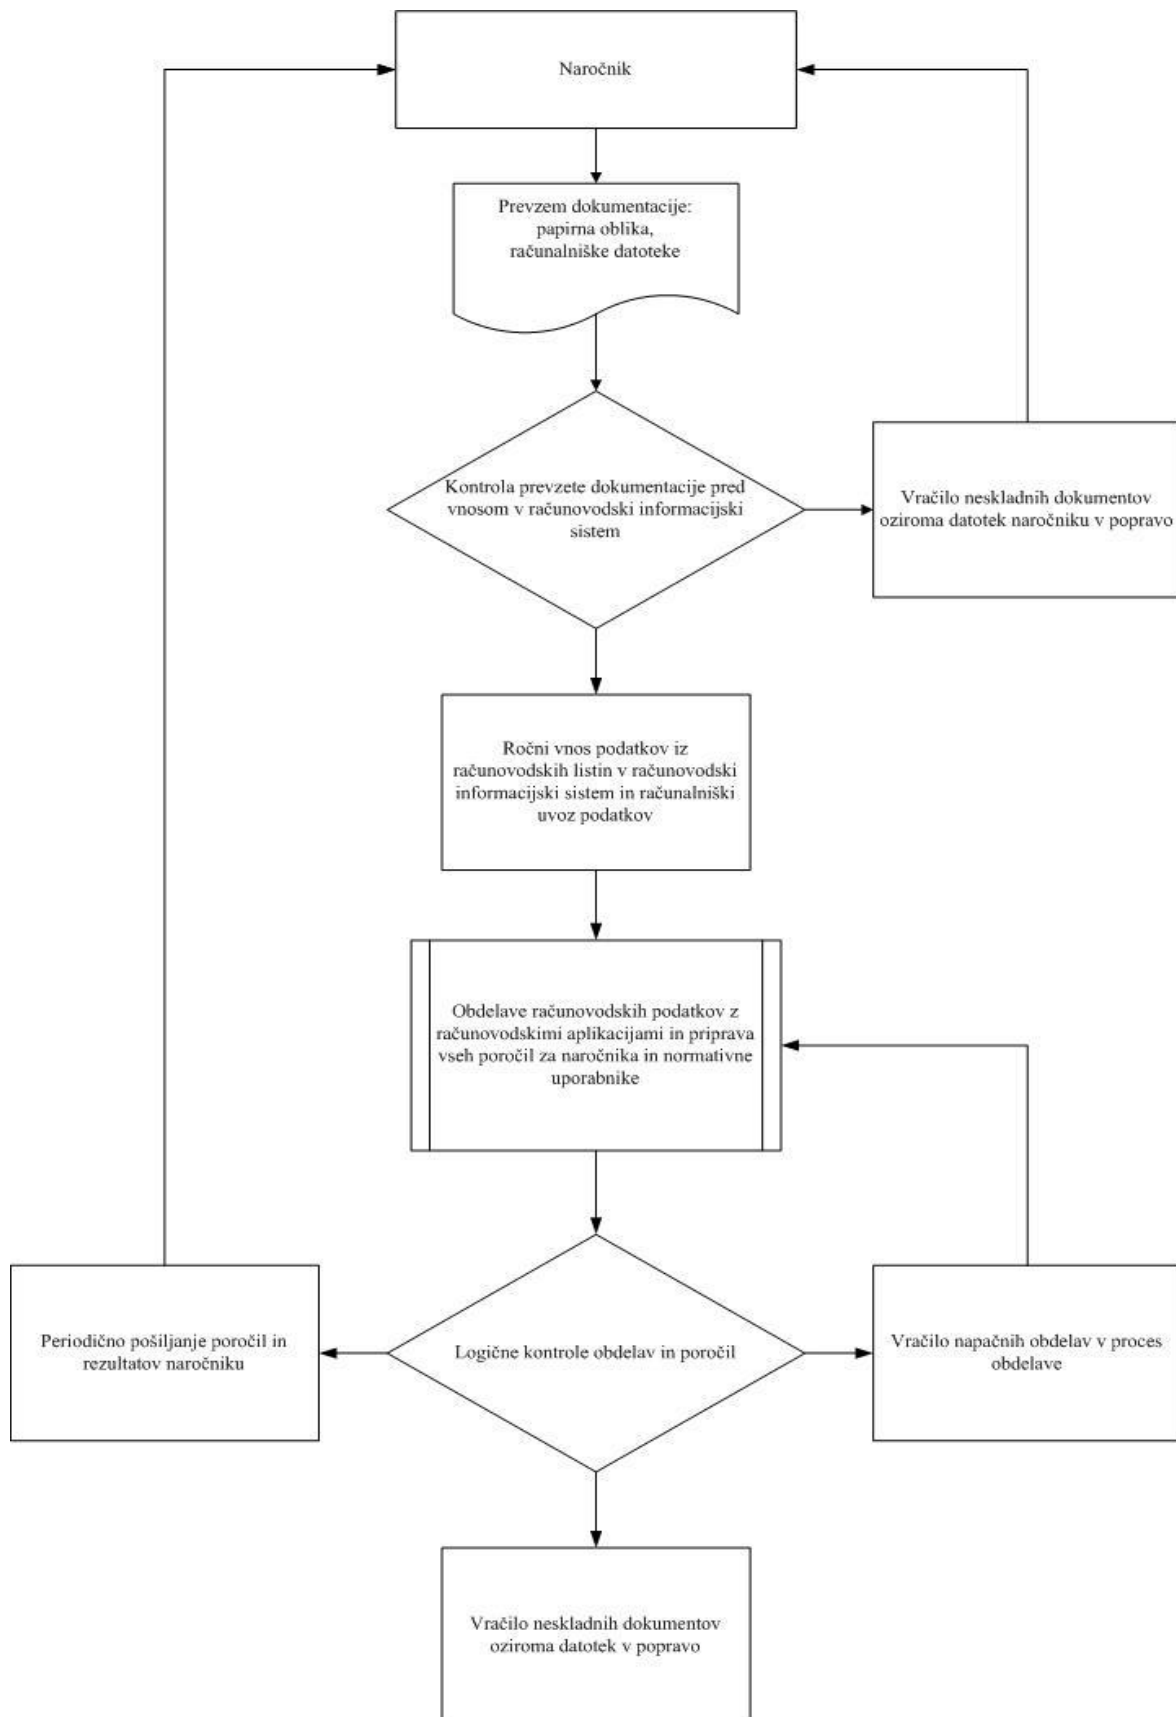 Naročnik
Prevzem dokumentacije:
papirna oblika,
računalniške datoteke
Kontrola prevzete dokumentacije pred
vnosom v računovodski informacijski
sistem
Vračilo neskladnih dokumentov
oziroma datotek naročniku v popravo
Ročni vnos podatkov iz
računovodskih listin v računovodski
informacijski sistem in računalniški
uvoz podatkov
Obdelave računovodskih podatkov z
računovodskimi aplikacijami in priprava
vseh poročil za naročnika in normativne
uporabnike
Periodično pošiljanje poročil in
rezultatov naročniku
Logične kontrole obdelav in poročil
Vračilo napačnih obdelav v proces
obdelave
Vračilo neskladnih dokumentov
oziroma datotek v popravo